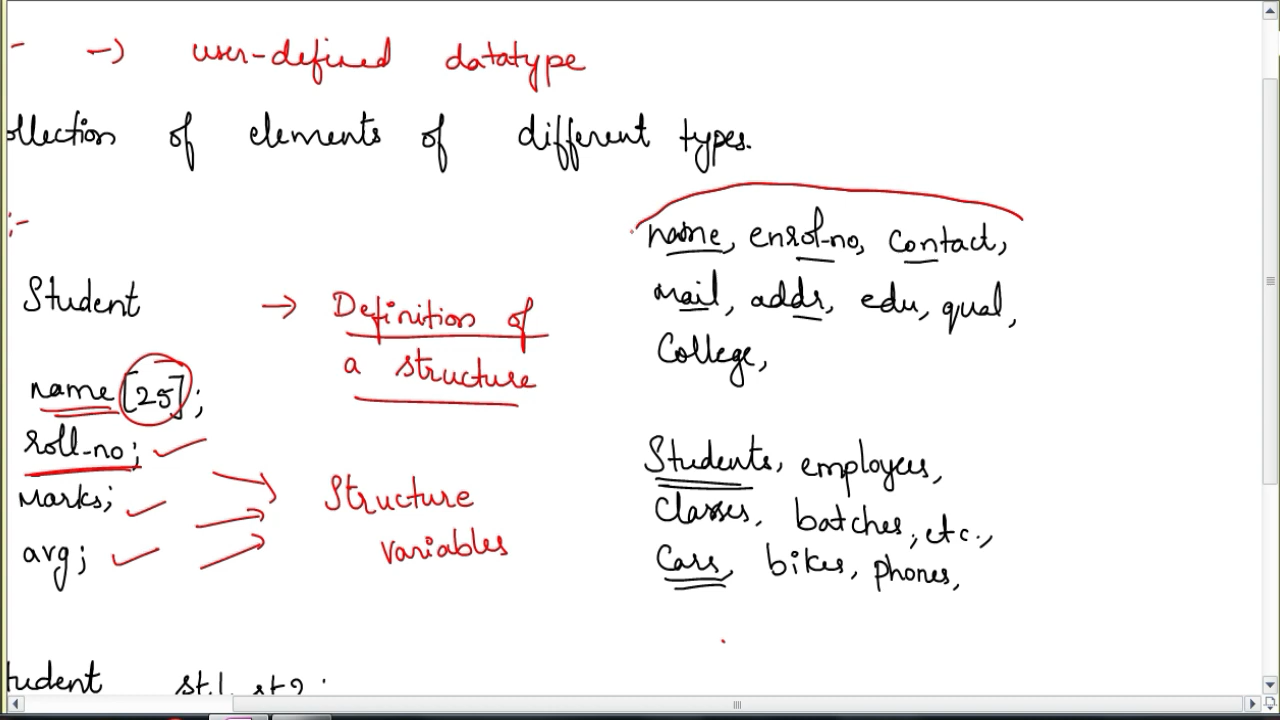 - -> user-defined datatype
ollection of elements of different types.
:-
name, enrol-no, contact,
mail, addr, edu, qual,
College,
Student -> Definition of
a structure
name [25];
roll-no;
Marks;
avg;
Structure
variables
Students, employees,
Classes, batches, etc.,
Cars, bikes, phones,
tudent st1, st2;